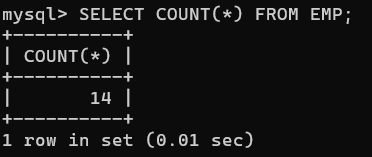 mysql> SELECT COUNT(*) FROM EMP;
+----------+
| COUNT(*) |
+----------+
|       14 |
+----------+
1 row in set (0.01 sec)